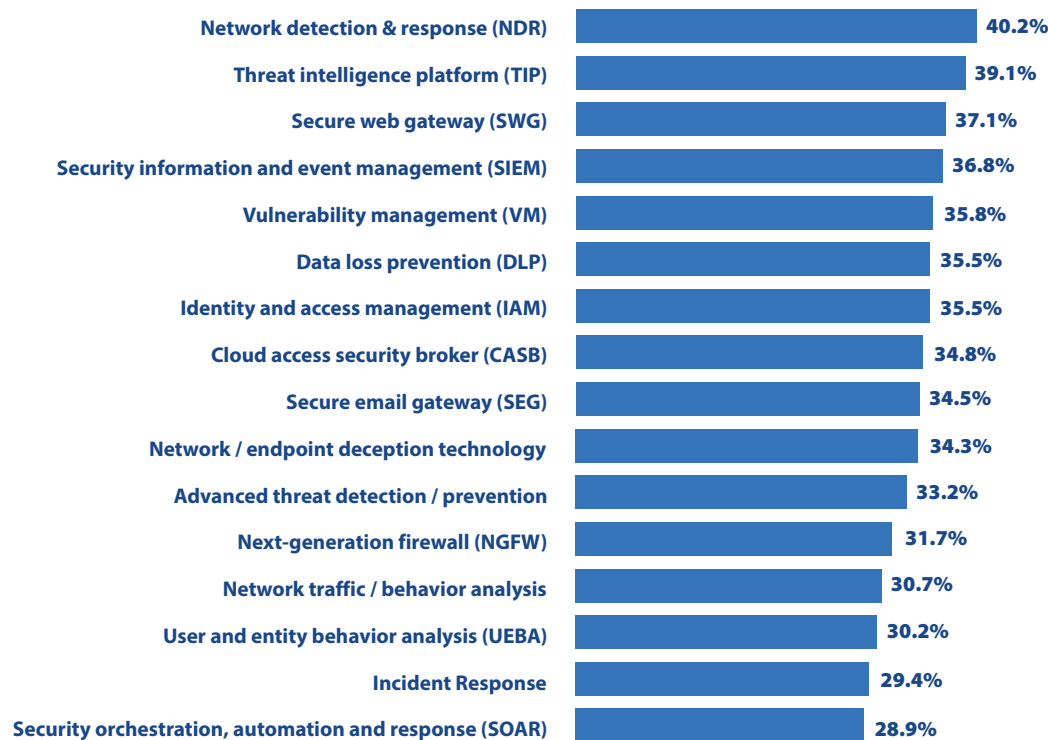 Network detection & response (NDR) 40.2%
Threat intelligence platform (TIP) 39.1%
Secure web gateway (SWG) 37.1%
Security information and event management (SIEM) 36.8%
Vulnerability management (VM) 35.8%
Data loss prevention (DLP) 35.5%
Identity and access management (IAM) 35.5%
Cloud access security broker (CASB) 34.8%
Secure email gateway (SEG) 34.5%
Network / endpoint deception technology 34.3%
Advanced threat detection / prevention 33.2%
Next-generation firewall (NGFW) 31.7%
Network traffic / behavior analysis 30.7%
User and entity behavior analysis (UEBA) 30.2%
Incident Response 29.4%
Security orchestration, automation and response (SOAR) 28.9%